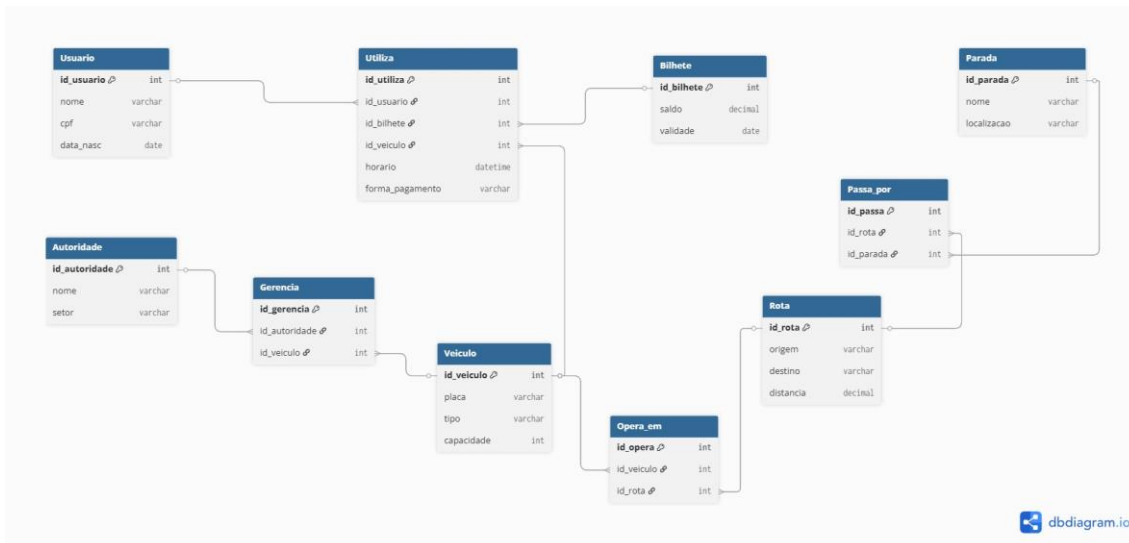 Usuario
id_usuario int
nome varchar
cpf varchar
data_nasc date
Utiliza
id_utiliza int
id_usuario int
id_bilhete int
id_veiculo int
horario datetime
forma_pagamento varchar
Bilhete
id_bilhete int
saldo decimal
validade date
Parada
id_parada int
nome varchar
localizacao varchar
Passa_por
id_passa int
id_rota int
id_parada int
Autoridade
id_autoridade int
nome varchar
setor varchar
Gerencia
id_gerencia int
id_autoridade int
id_veiculo int
Veiculo
id_veiculo int
placa varchar
tipo varchar
capacidade int
Rota
id_rota int
origem varchar
destino varchar
distancia decimal
Opera_em
id_opera int
id_veiculo int
id_rota int
dbdiagram.io